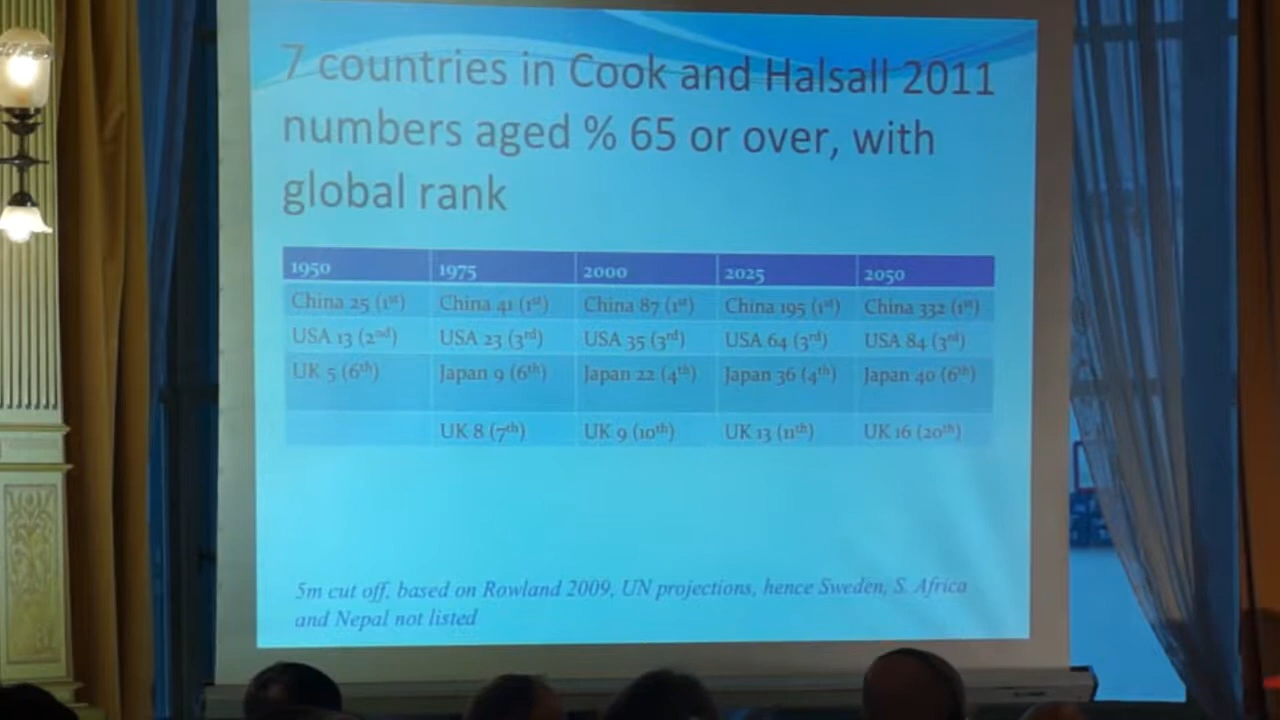 7 countries in Cook and Halsall 2011
numbers aged % 65 or over, with
global rank
1950 1975 2000 2025 2050
China 25 (1st) China 41 (1st) China 87 (1st) China 195 (1st) China 332 (1st)
USA 13 (2nd) USA 23 (3rd) USA 35 (3rd) USA 64 (3rd) USA 84 (3rd)
UK 5 (6th) Japan 9 (6th) Japan 22 (4th) Japan 36 (4th) Japan 40 (6th)
UK 8 (7th) UK 9 (10th) UK 13 (11th) UK 16 (20th)
5m cut off, based on Rowland 2009, UN projections, hence Sweden, S. Africa
and Nepal not listed